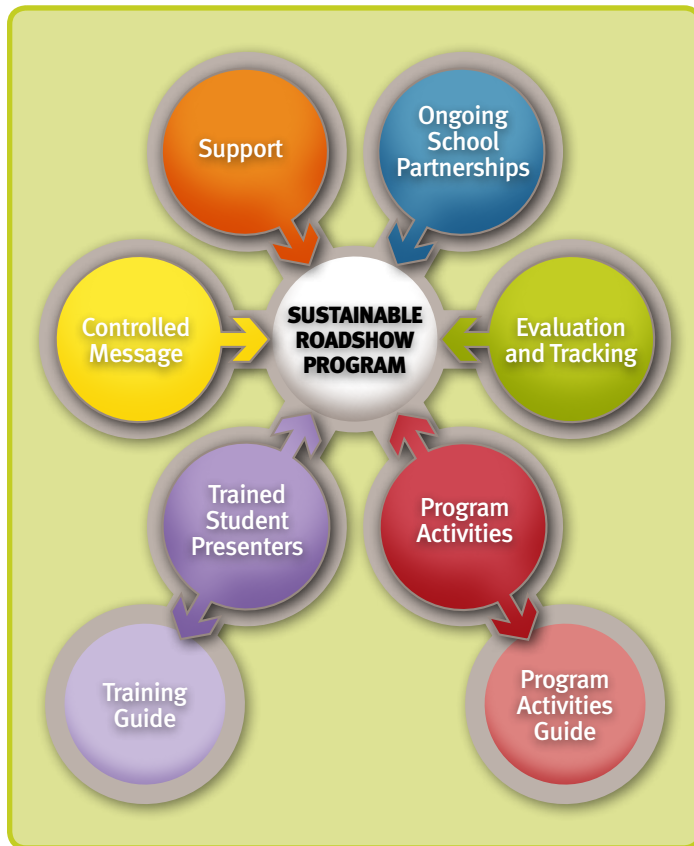 Support
Ongoing
School
Partnerships
Controlled
Message
SUSTAINABLE
ROADSHOW
PROGRAM
Evaluation
and Tracking
Trained
Student
Presenters
Program
Activities
Training
Guide
Program
Activities
Guide